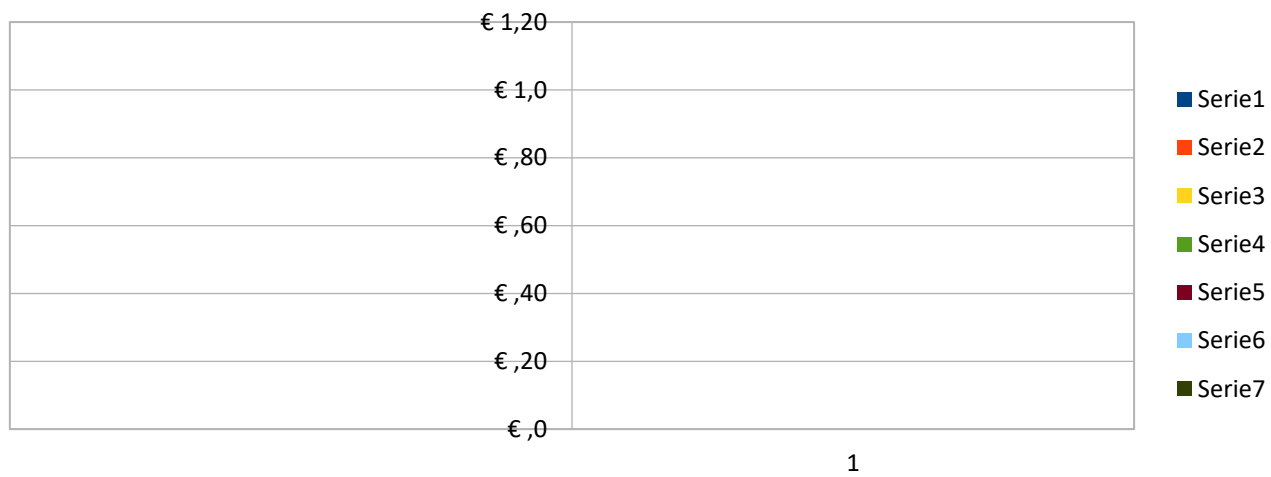 € 1,20
€ 1,0
€ ,80
€ ,60
€ ,40
€ ,20
€ ,0
1
Serie1
Serie2
Serie3
Serie4
Serie5
Serie6
Serie7